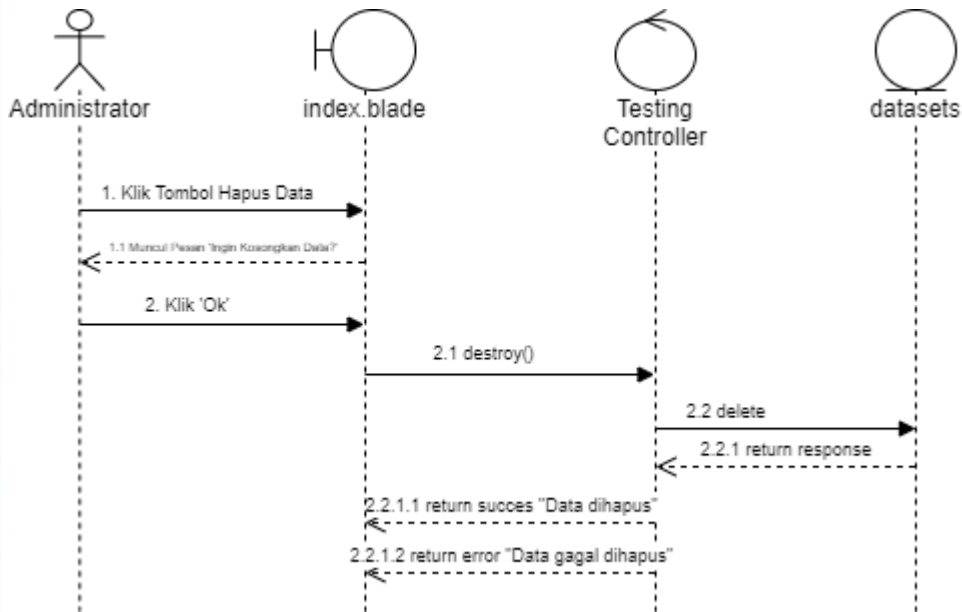 Administrator
index.blade
Testing
Controller
datasets
1. Klik Tombol Hapus Data
1.1 Muncul Pesan 'Ingin Kosongkan Data?'
2. Klik 'Ok'
2.1 destroy()
2.2 delete
2.2.1 return response
2.2.1.1 return succes "Data dihapus"
2.2.1.2 return error "Data gagal dihapus"